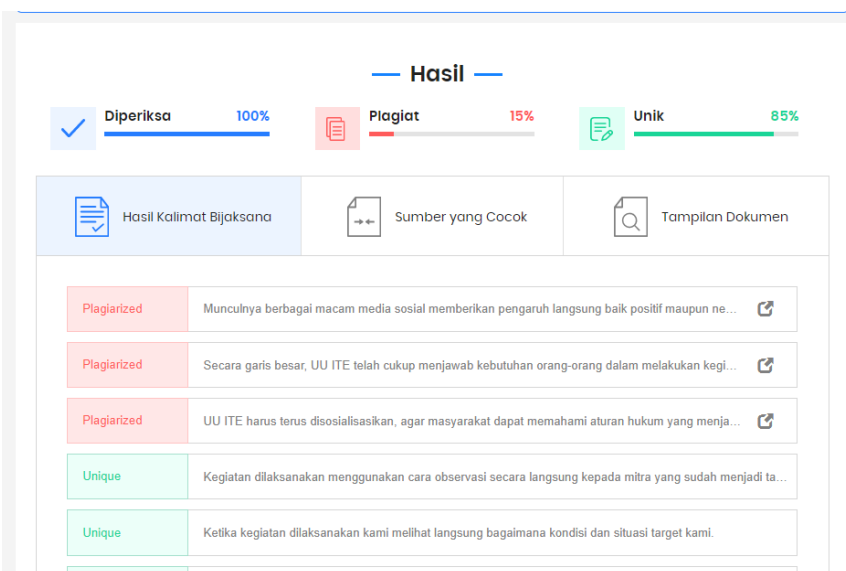 Hasil
Diperiksa 100%
Plagiat 15%
Unik 85%
Hasil Kalimat Bijaksana
Sumber yang Cocok
Tampilan Dokumen
Plagiarized Munculnya berbagai macam media sosial memberikan pengaruh langsung baik positif maupun ne...
Plagiarized Secara garis besar, UU ITE telah cukup menjawab kebutuhan orang-orang dalam melakukan kegi...
Plagiarized UU ITE harus terus disosialisasikan, agar masyarakat dapat memahami aturan hukum yang menja...
Unique Kegiatan dilaksanakan menggunakan cara observasi secara langsung kepada mitra yang sudah menjadi ta...
Unique Ketika kegiatan dilaksanakan kami melihat langsung bagaimana kondisi dan situasi target kami.